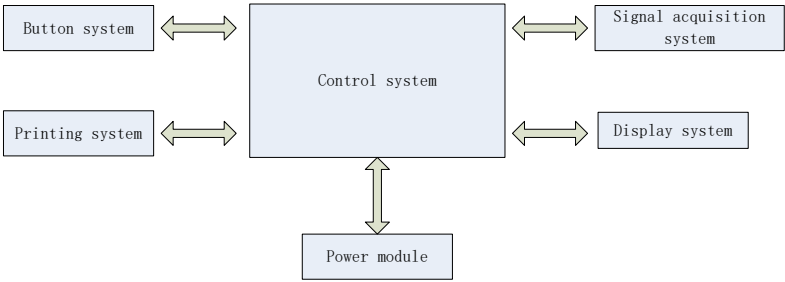 Button system
Signal acquisition
system
Control system
Printing system
Display system
Power module